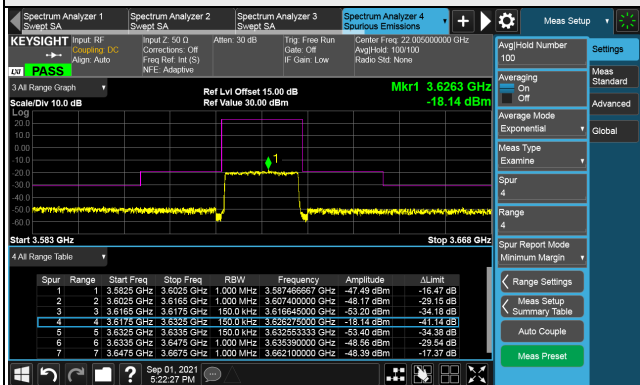 Spectrum Analyzer 1
Swept SA
Spectrum Analyzer 2
Swept SA
Spectrum Analyzer 3
Swept SA
Spectrum Analyzer 4
Spurious Emissions
Meas Setup
KEYSIGHT
LXI PASS
Input: RF
Coupling: DC
Align: Auto
Input Z: 50 Ω
Corrections: Off
Freq Ref: Int (S)
NFE: Adaptive
Atten: 30 dB
Trig: Free Run
Gate: Off
IF Gain: Low
Center Freq: 22.005000000 GHz
Avg|Hold: 100/100
Radio Std: None
3 All Range Graph
Scale/Div 10.0 dB
Ref Lvl Offset 15.00 dB
Ref Value 30.00 dBm
Mkr1 3.6263 GHz
-18.14 dBm
Log
20.0
10.0
0.00
-10.0
-20.0
-30.0
-40.0
-50.0
-60.0
1
Start 3.583 GHz
Stop 3.668 GHz
4 All Range Table
Spur Range Start Freq Stop Freq RBW Frequency Amplitude ΔLimit
1 1 3.5825 GHz 3.6025 GHz 1.000 MHz 3.587466667 GHz -47.49 dBm -16.47 dB
2 2 3.6025 GHz 3.6165 GHz 1.000 MHz 3.607400000 GHz -48.17 dBm -29.15 dB
3 3 3.6165 GHz 3.6175 GHz 150.0 kHz 3.616645000 GHz -53.20 dBm -34.18 dB
4 4 3.6175 GHz 3.6325 GHz 150.0 kHz 3.626275000 GHz -18.14 dBm -41.14 dB
5 5 3.6325 GHz 3.6335 GHz 150.0 kHz 3.632553333 GHz -53.40 dBm -34.38 dB
6 6 3.6335 GHz 3.6475 GHz 1.000 MHz 3.635390000 GHz -48.56 dBm -29.54 dB
7 7 3.6475 GHz 3.6675 GHz 1.000 MHz 3.662100000 GHz -48.39 dBm -17.37 dB
Avg|Hold Number
100
Averaging
On
Off
Average Mode
Exponential
Meas Type
Examine
Spur
4
Range
4
Spur Report Mode
Minimum Margin
Range Settings
Meas Setup
Summary Table
Auto Couple
Meas Preset
Settings
Meas
Standard
Advanced
Global
?
Sep 01, 2021
5:22:27 PM